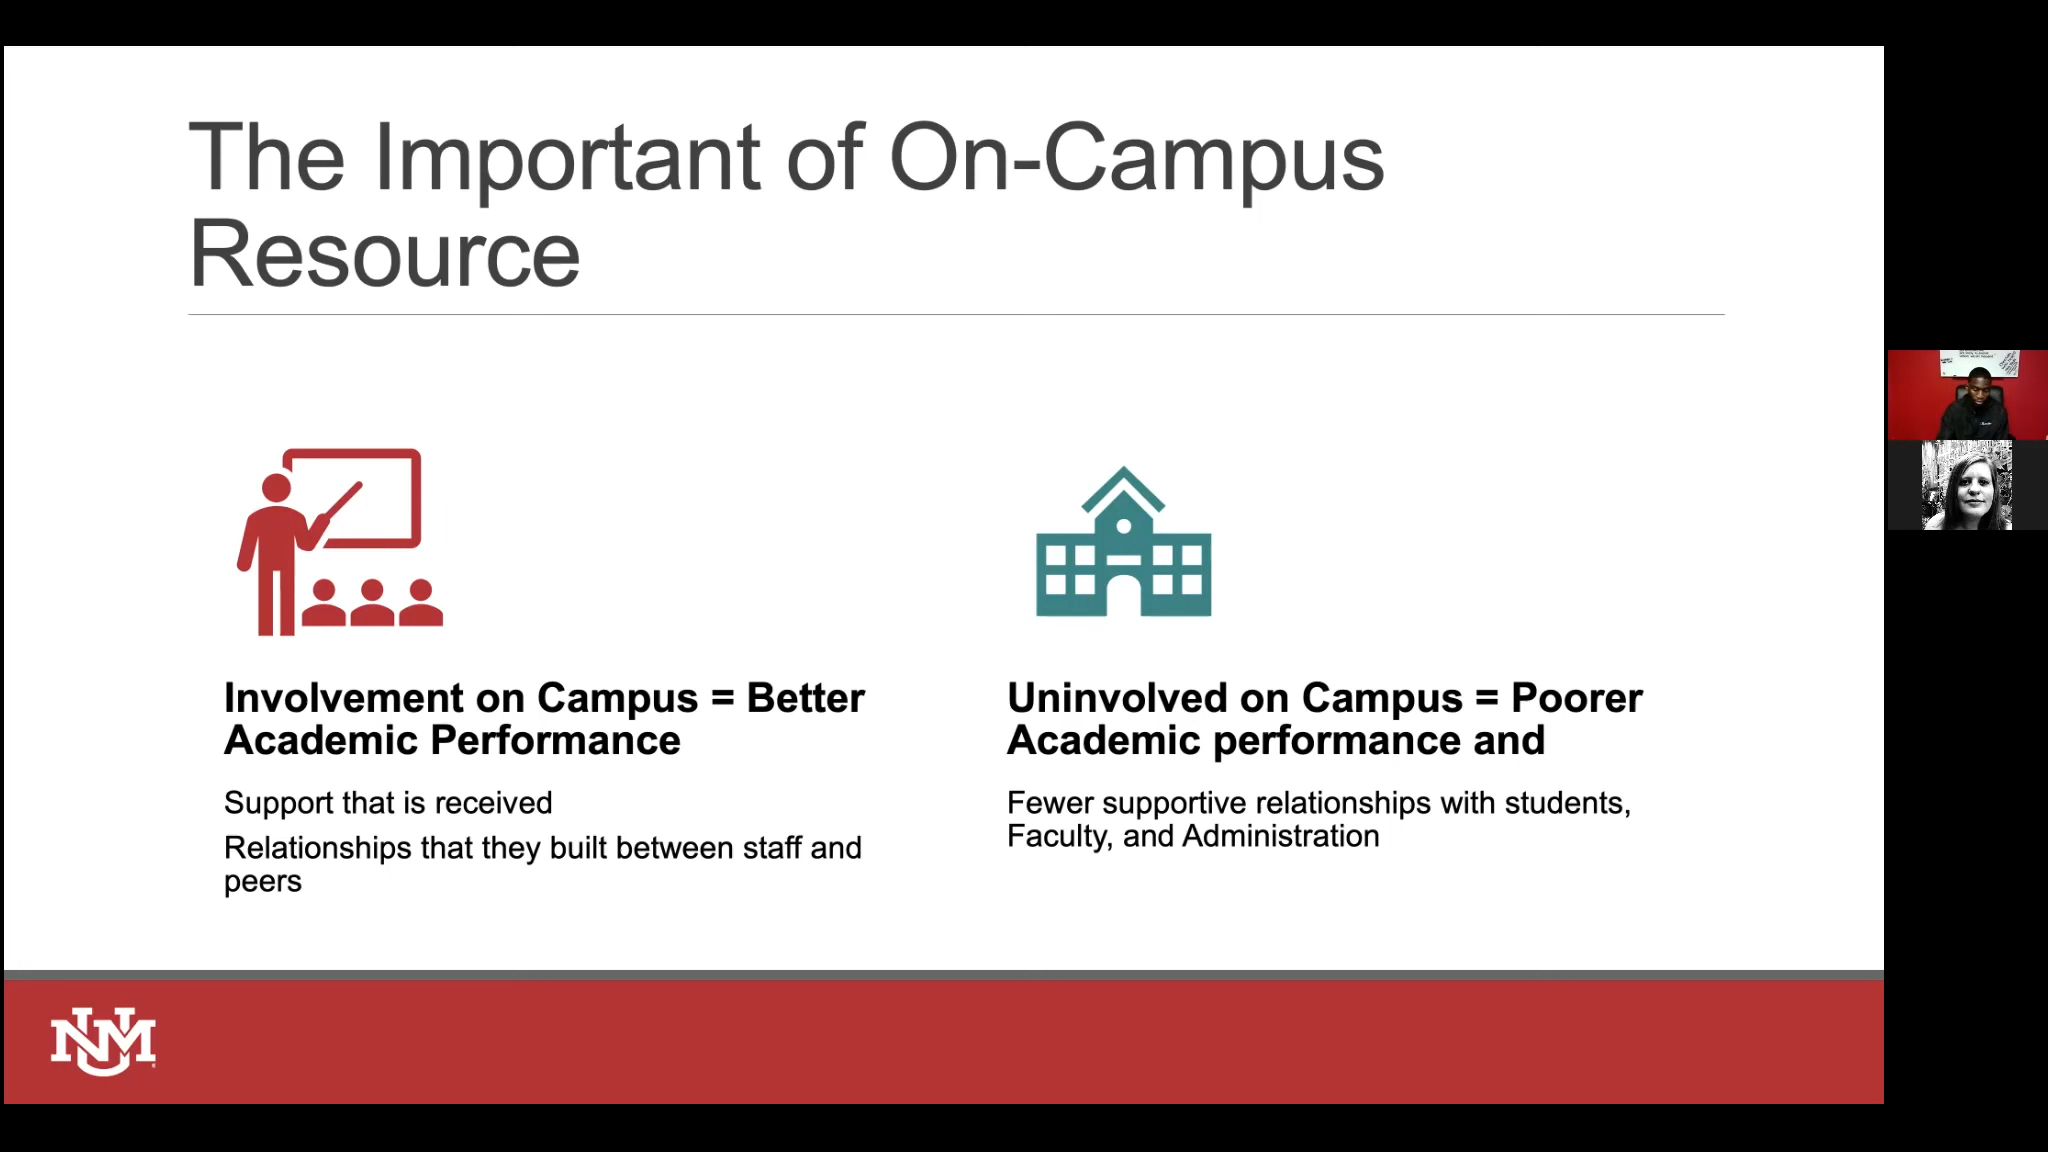 The Important of On-Campus
Resource
Involvement on Campus = Better
Academic Performance
Support that is received
Relationships that they built between staff and
peers
Uninvolved on Campus = Poorer
Academic performance and
Fewer supportive relationships with students,
Faculty, and Administration
UNM